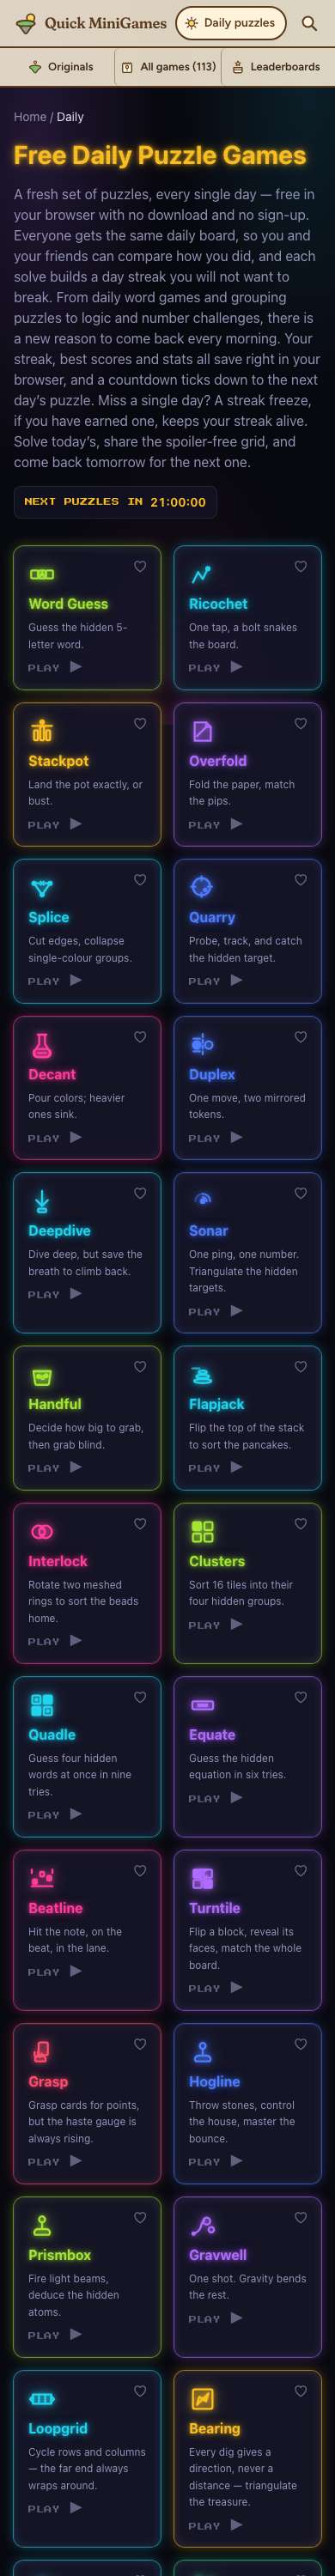 Quick MiniGames
Daily puzzles
Originals
All games (113)
Leaderboards
Home / Daily
Free Daily Puzzle Games
A fresh set of puzzles, every single day — free in
your browser with no download and no sign-up.
Everyone gets the same daily board, so you and
your friends can compare how you did, and each
solve builds a day streak you will not want to
break. From daily word games and grouping
puzzles to logic and number challenges, there is
a new reason to come back every morning. Your
streak, best scores and stats all save right in your
browser, and a countdown ticks down to the next
day's puzzle. Miss a single day? A streak freeze,
if you have earned one, keeps your streak alive.
Solve today's, share the spoiler-free grid, and
come back tomorrow for the next one.
NEXT PUZZLES IN 21:00:00
Word Guess
Guess the hidden 5-
letter word.
PLAY
Ricochet
One tap, a bolt snakes
the board.
PLAY
Stackpot
Land the pot exactly, or
bust.
PLAY
Overfold
Fold the paper, match
the pips.
PLAY
Splice
Cut edges, collapse
single-colour groups.
PLAY
Quarry
Probe, track, and catch
the hidden target.
PLAY
Decant
Pour colors; heavier
ones sink.
PLAY
Duplex
One move, two mirrored
tokens.
PLAY
Deepdive
Dive deep, but save the
breath to climb back.
PLAY
Sonar
One ping, one number.
Triangulate the hidden
targets.
PLAY
Handful
Decide how big to grab,
then grab blind.
PLAY
Flapjack
Flip the top of the stack
to sort the pancakes.
PLAY
Interlock
Rotate two meshed
rings to sort the beads
home.
PLAY
Clusters
Sort 16 tiles into their
four hidden groups.
PLAY
Quadle
Guess four hidden
words at once in nine
tries.
PLAY
Equate
Guess the hidden
equation in six tries.
PLAY
Beatline
Hit the note, on the
beat, in the lane.
PLAY
Turntile
Flip a block, reveal its
faces, match the whole
board.
PLAY
Grasp
Grasp cards for points,
but the haste gauge is
always rising.
PLAY
Hogline
Throw stones, control
the house, master the
bounce.
PLAY
Prismbox
Fire light beams,
deduce the hidden
atoms.
PLAY
Gravwell
One shot. Gravity bends
the rest.
PLAY
Loopgrid
Cycle rows and columns
— the far end always
wraps around.
PLAY
Bearing
Every dig gives a
direction, never a
distance — triangulate
the treasure.
PLAY